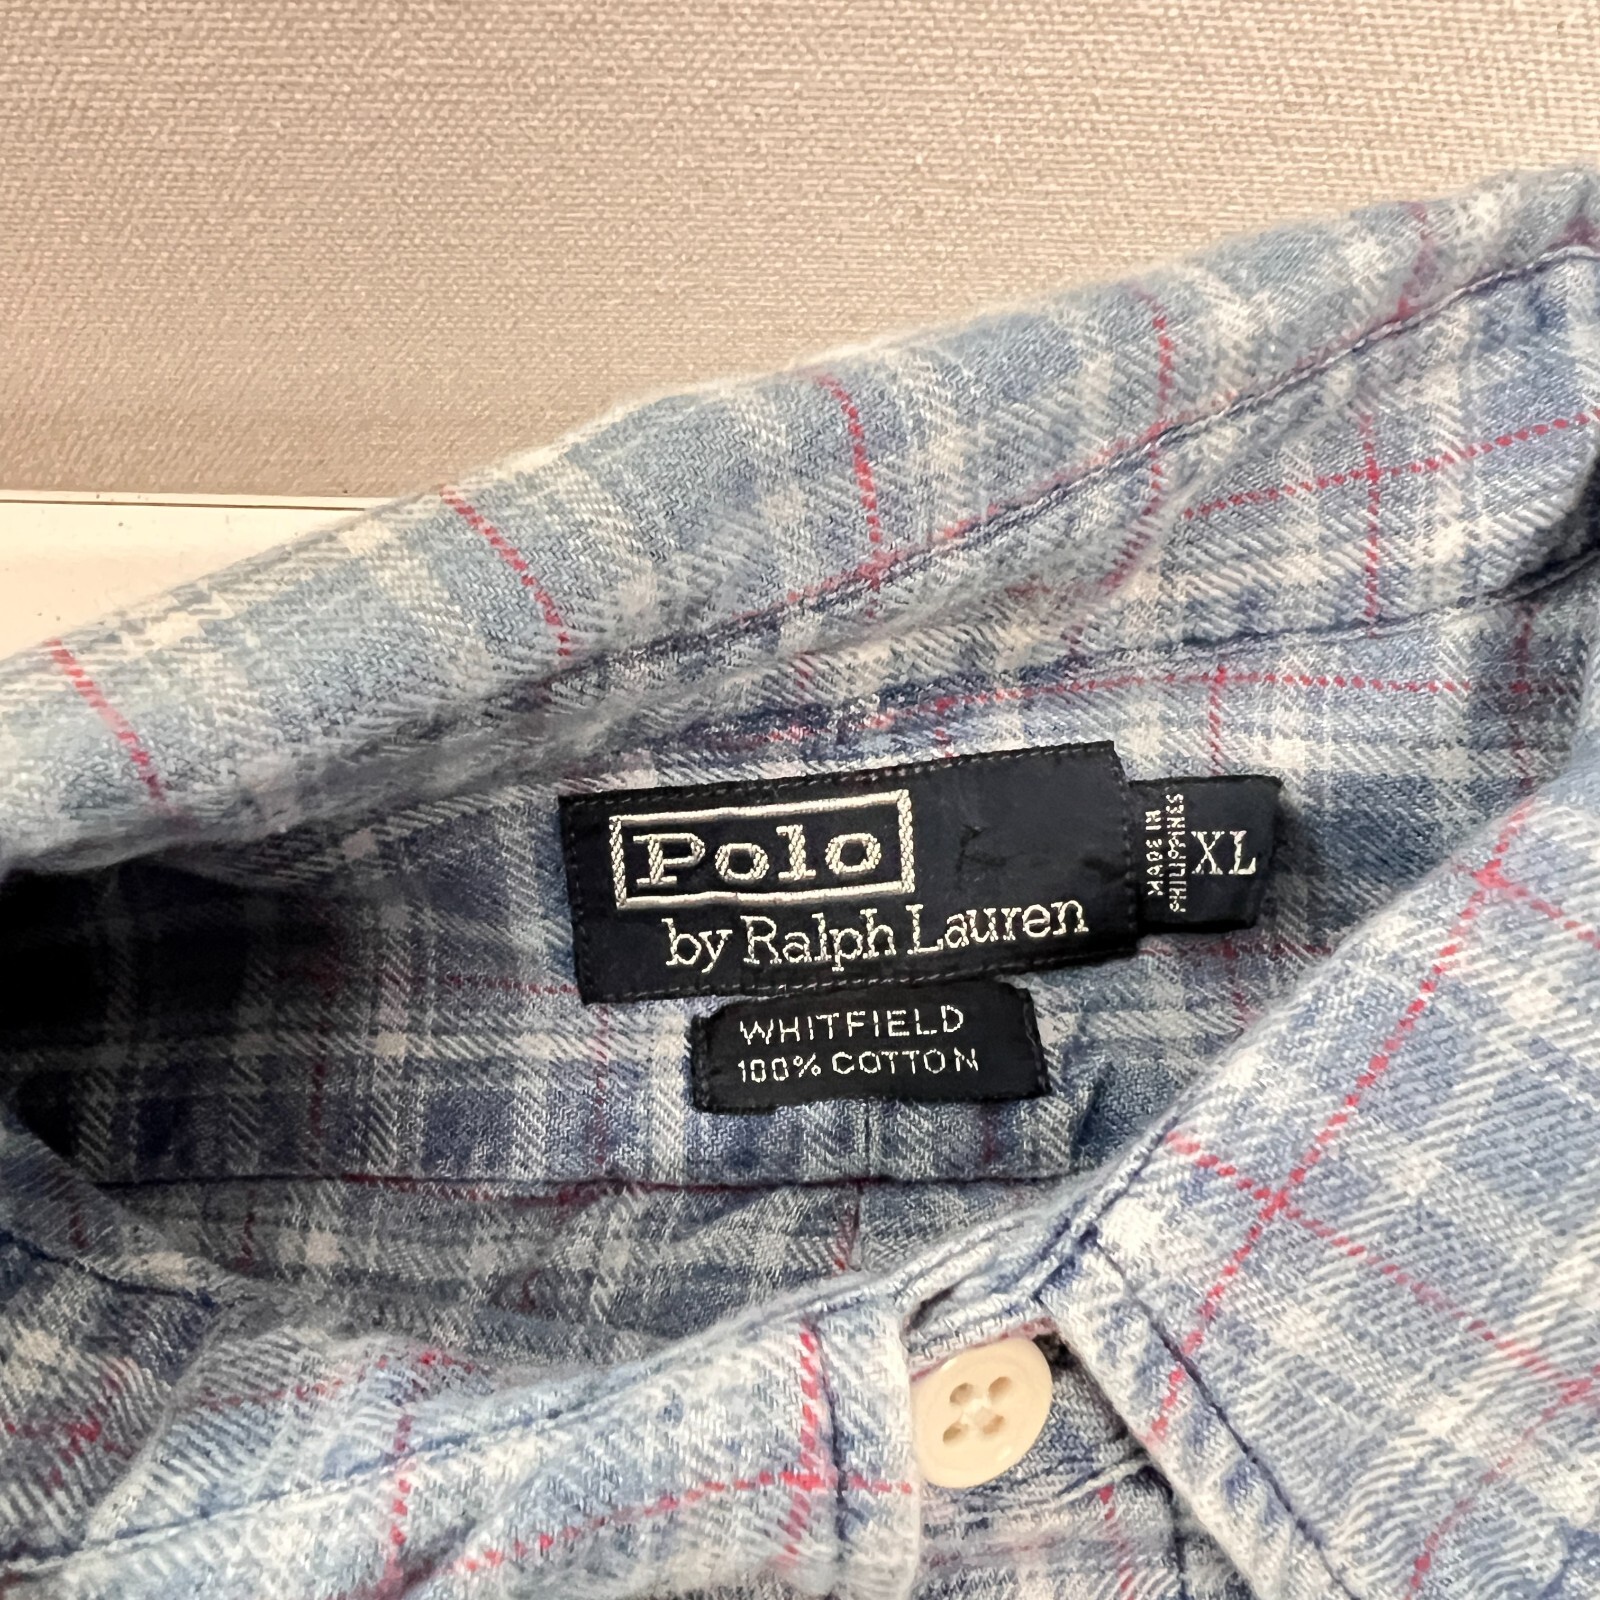 Polo
by Ralph Lauren
MADE IN
PHILIPPINES
XL
WHITFIELD
100% COTTON